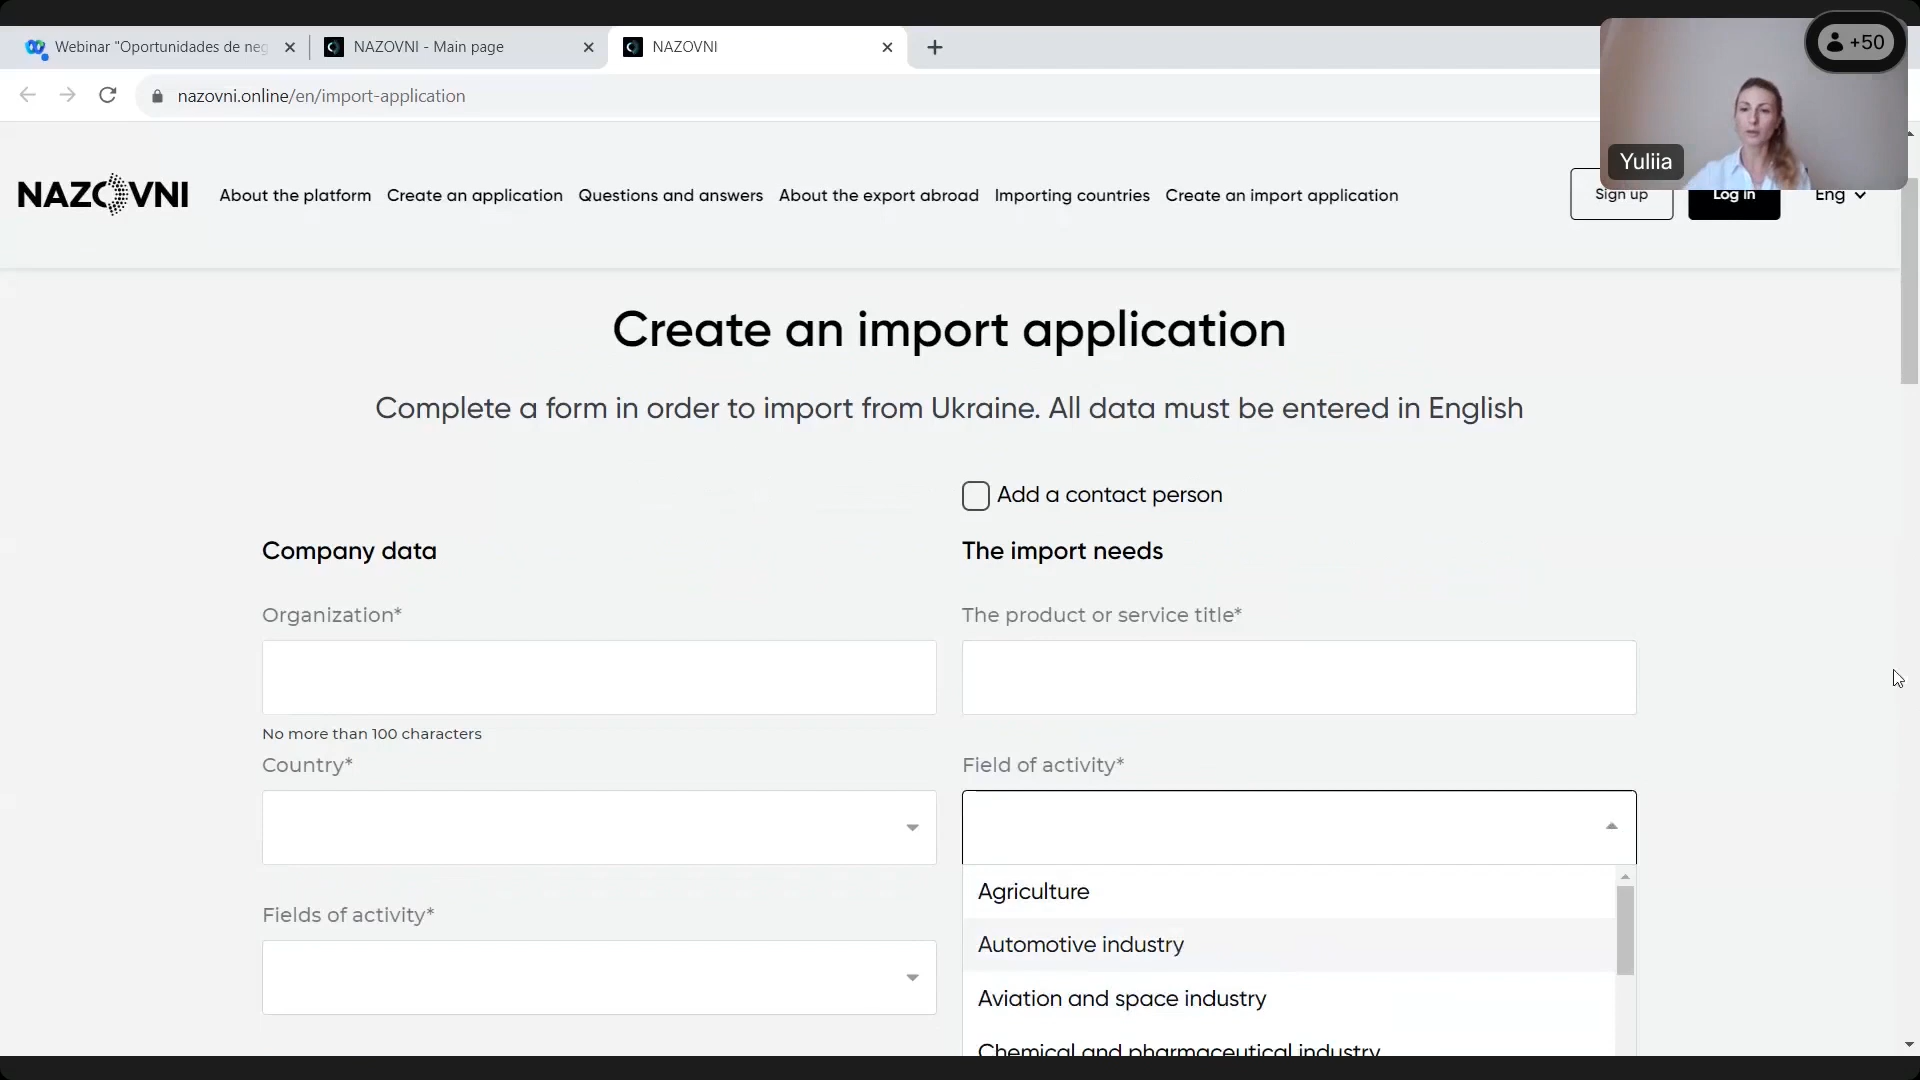 Webinar "Oportunidades de neg
NAZOVNI - Main page
NAZOVNI
+50
nazovni.online/en/import-application
Yuliia
NAZOVNI
About the platform
Create an application
Questions and answers
About the export abroad
Importing countries
Create an import application
Sign up
Log in
Eng
Create an import application
Complete a form in order to import from Ukraine. All data must be entered in English
Add a contact person
Company data
The import needs
Organization*
The product or service title*
No more than 100 characters
Country*
Field of activity*
Agriculture
Fields of activity*
Automotive industry
Aviation and space industry
Chemical and pharmaceutical industry